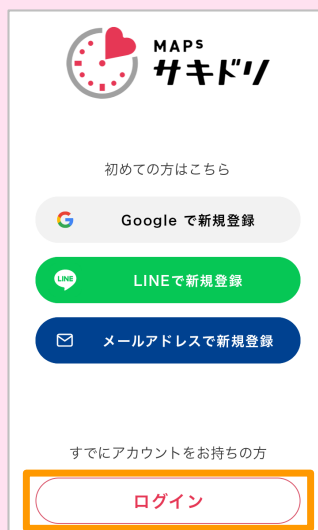 MAPS
サキドリ
初めての方はこちら
Google で新規登録
LINE
LINEで新規登録
メールアドレスで新規登録
すでにアカウントをお持ちの方
ログイン